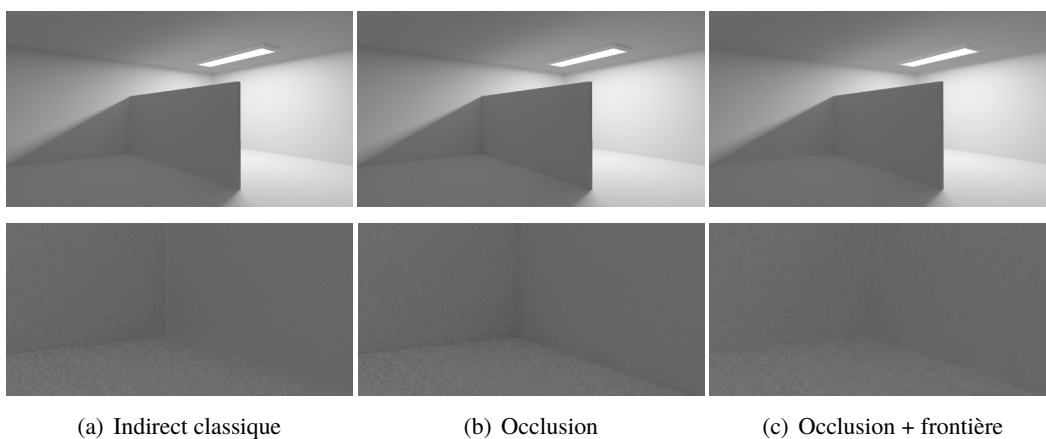 (a) Indirect classique
(b) Occlusion
(c) Occlusion + frontière